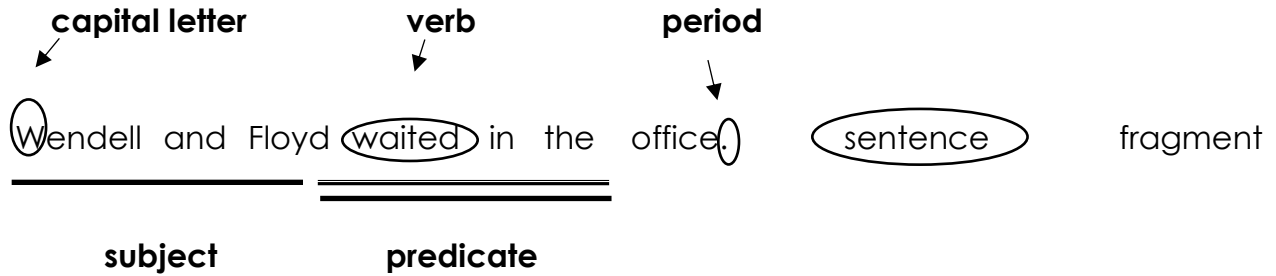 capital letter verb period
Wendell and Floyd waited in the office. sentence fragment
subject predicate